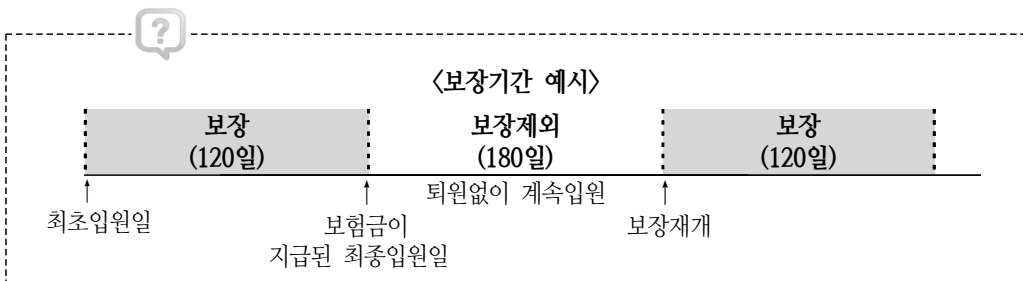 ?
〈보장기간 예시〉
보장 보장제외 보장
(120일) (180일) (120일)
퇴원없이 계속입원
최초입원일 보험금이 보장재개
지급된 최종입원일